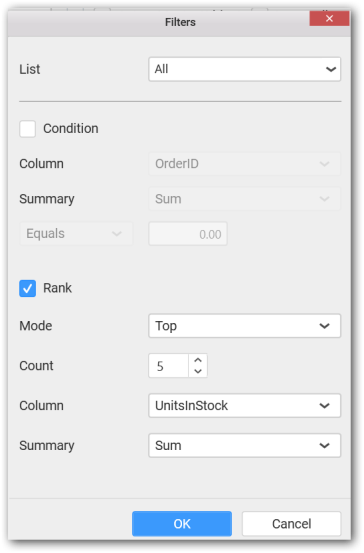 Filters
List All
Condition
Column OrderID
Summary Sum
Equals 0.00
Rank
Mode Top
Count 5
Column UnitsInStock
Summary Sum
OK Cancel